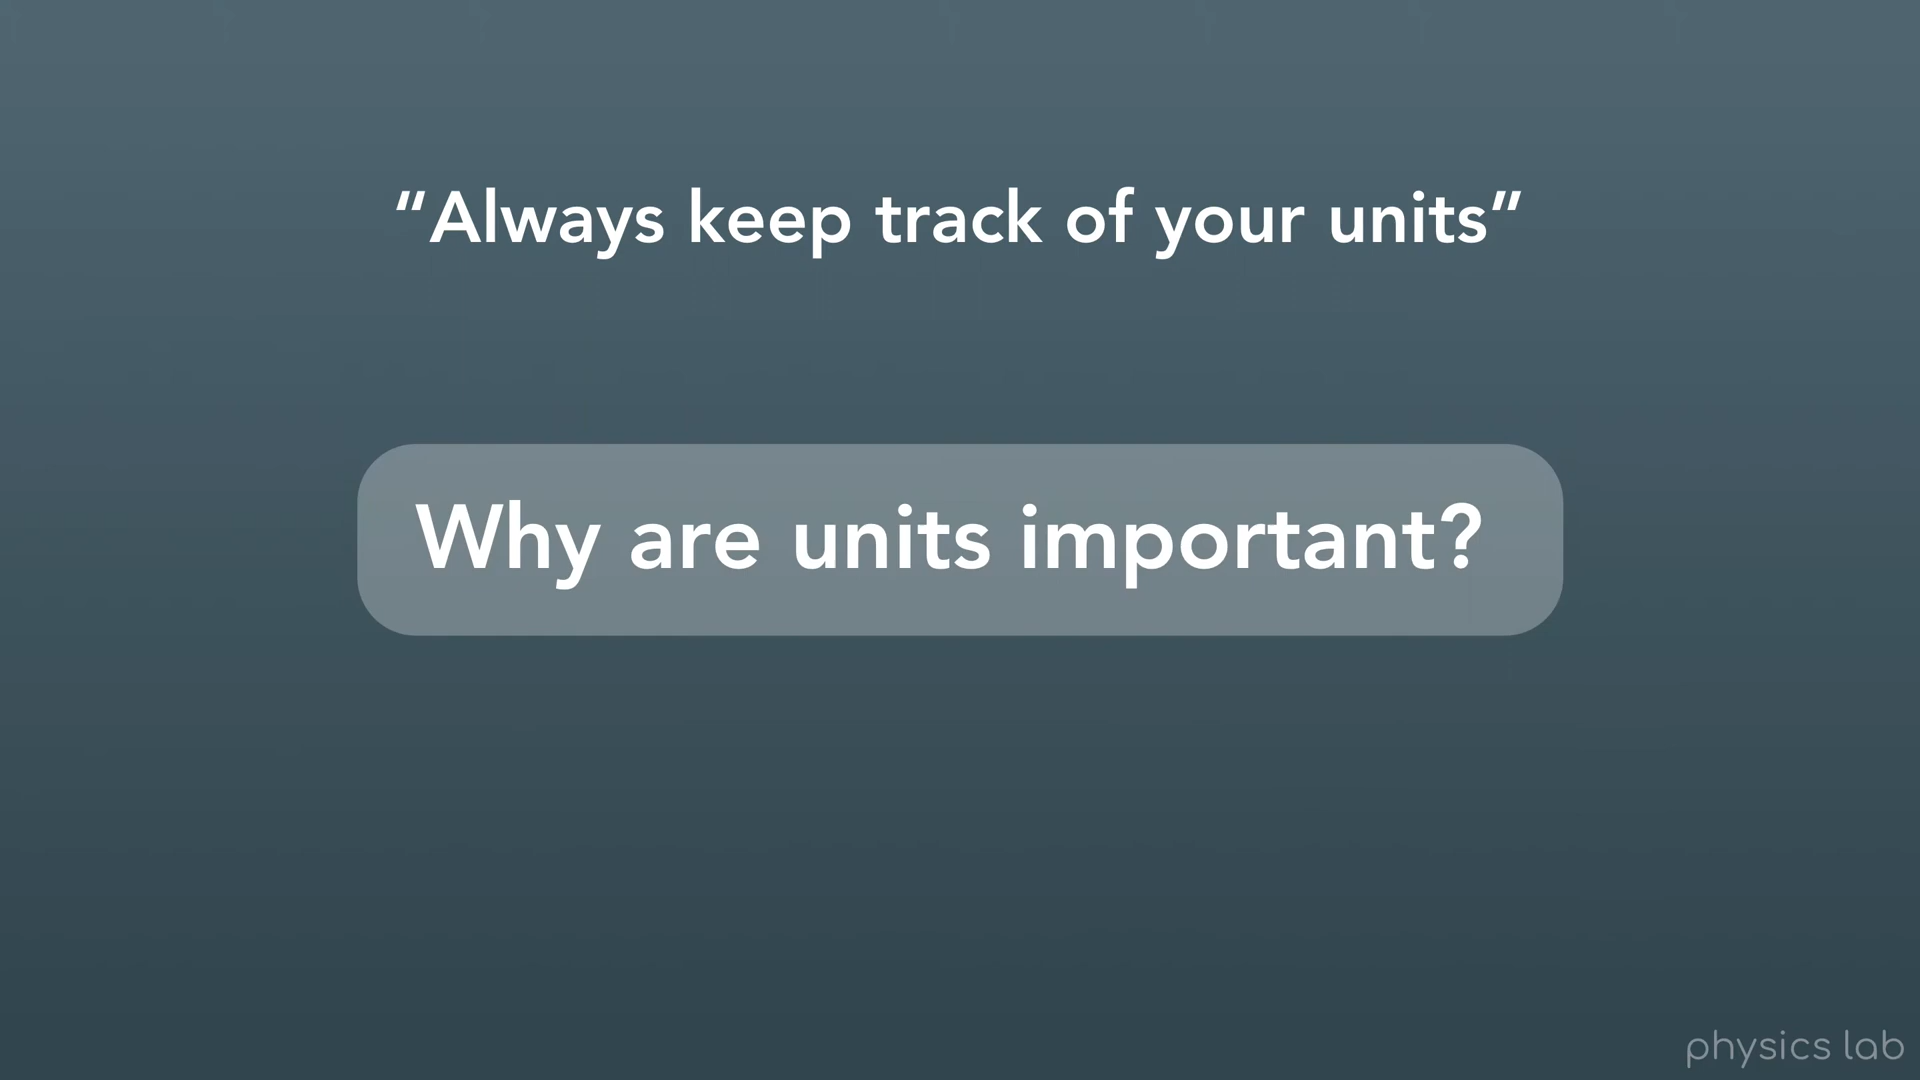 “Always keep track of your units”
Why are units important?
physics lab